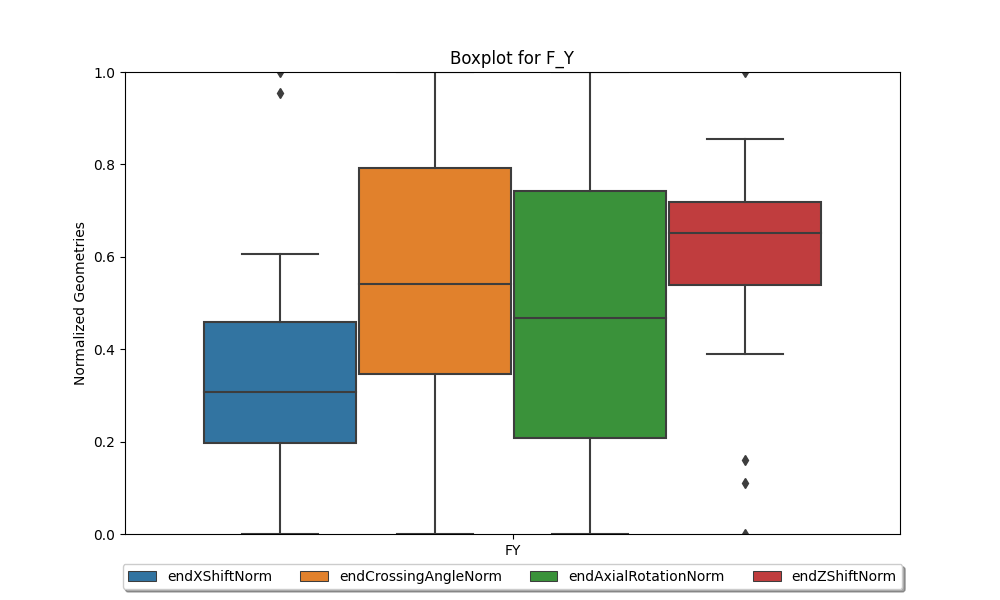 Boxplot for F_Y
1.0
0.8
0.6
0.4
0.2
0.0
Normalized Geometries
FY
endXShiftNorm endCrossingAngleNorm endAxialRotationNorm endZShiftNorm